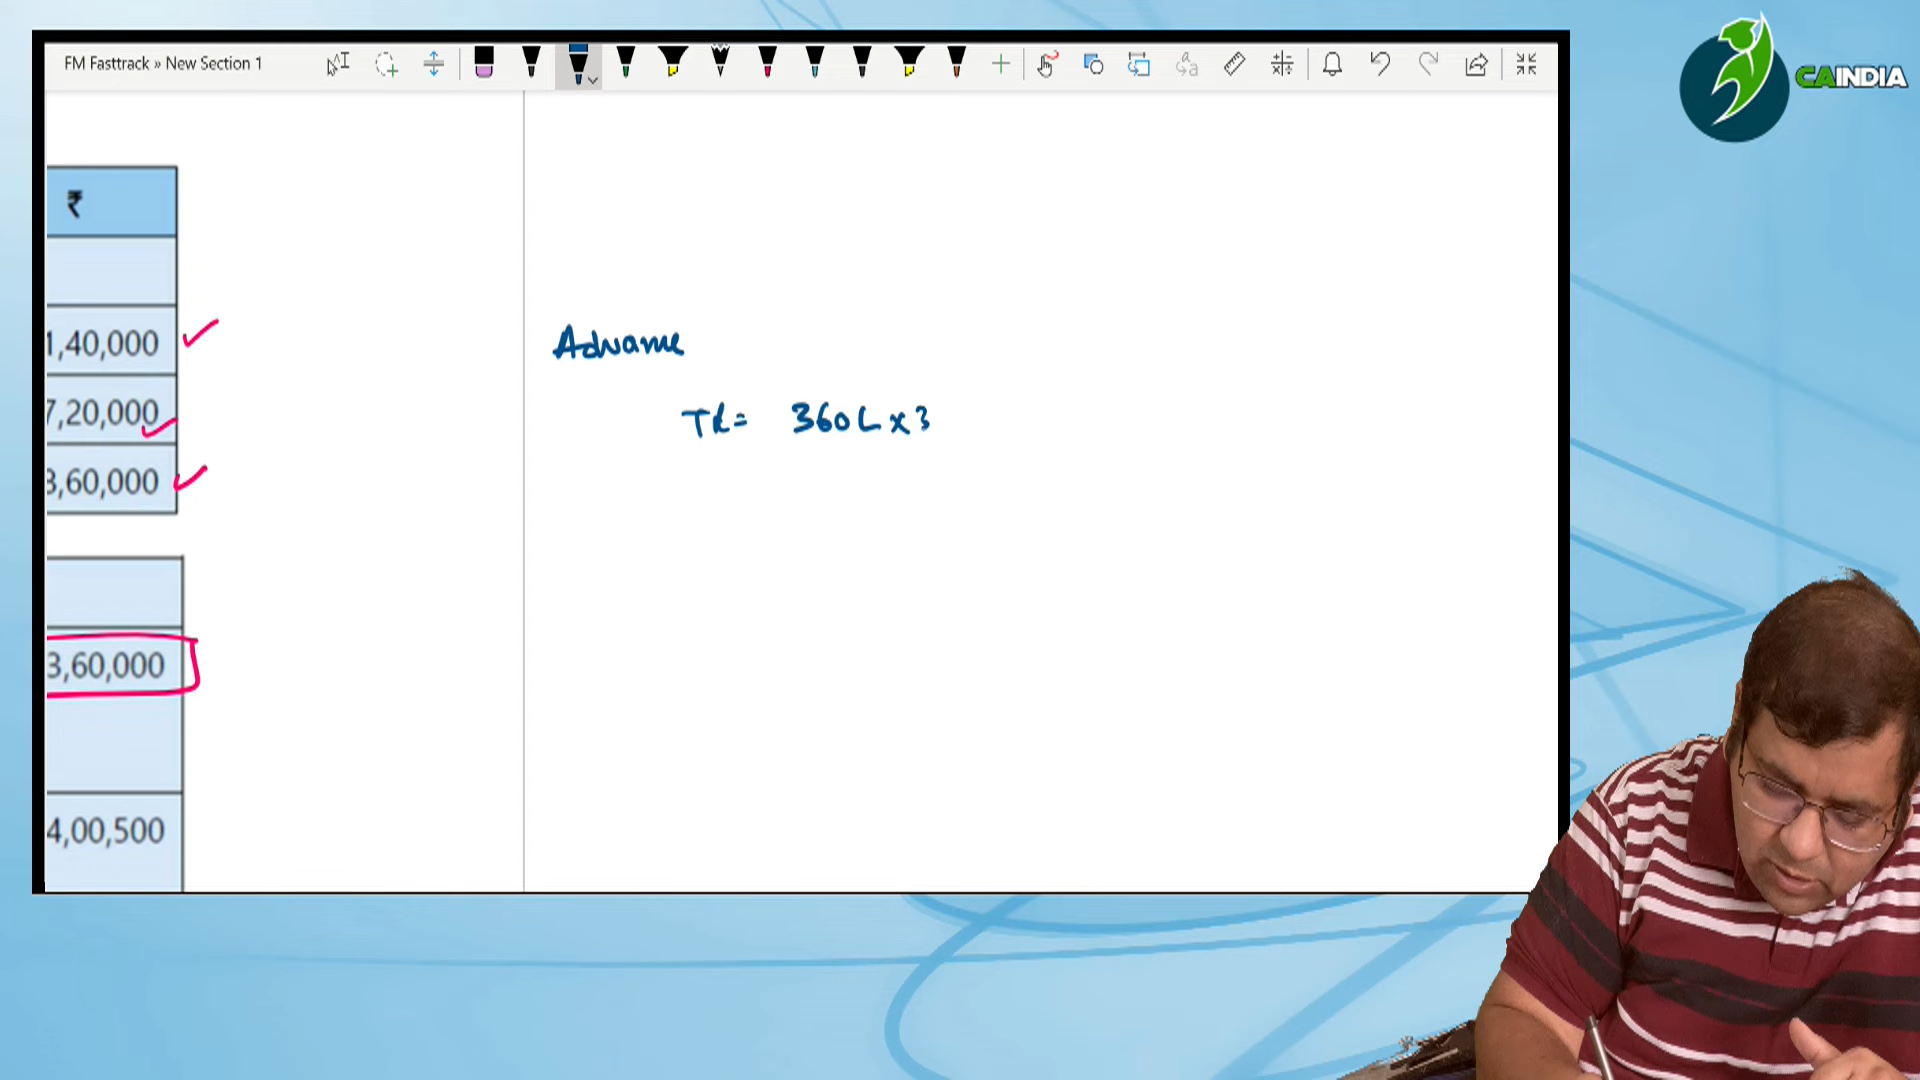 FM Fasttrack » New Section 1
CAINDIA
₹
1,40,000
7,20,000
3,60,000
3,60,000
4,00,500
Advance
TR = 360L x 3